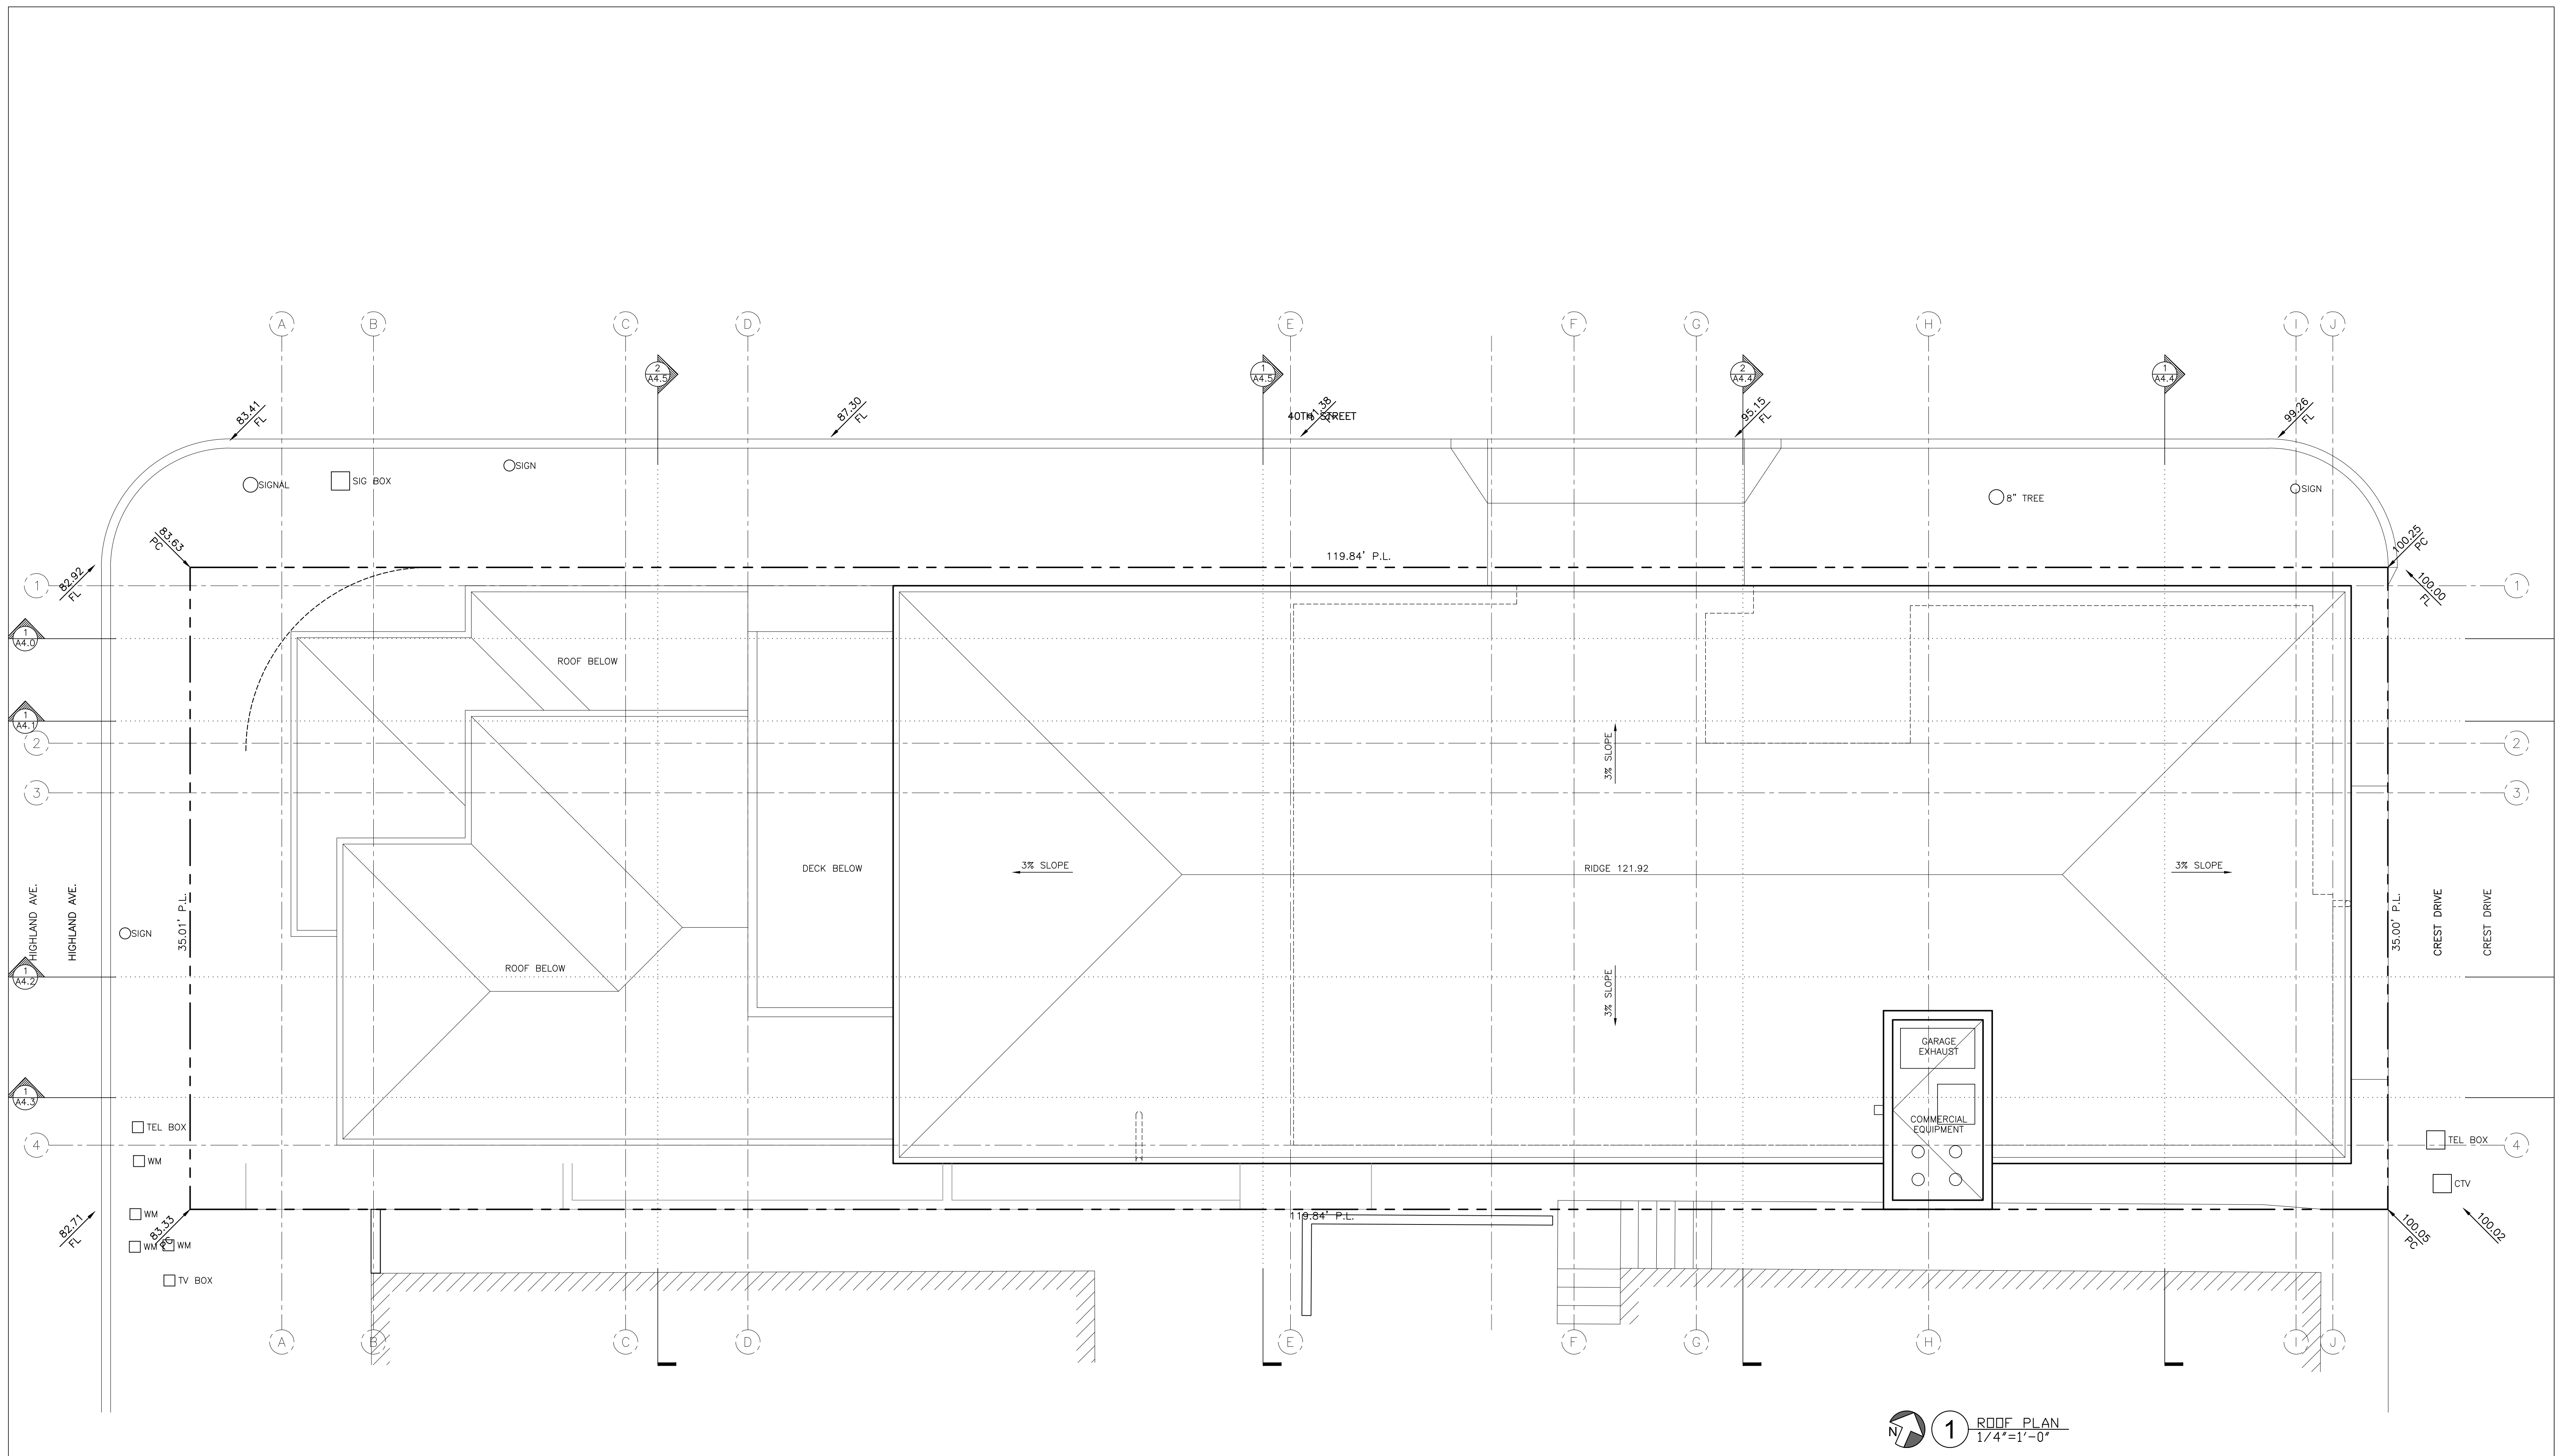 A
B
C
D
E
F
G
H
I
J
2
A4.5
1
A4.5
2
A4.4
1
A4.4
83.41
FL
87.30
FL
40TH STREET
95.15
FL
99.26
FL
SIGN
SIGNAL
SIG BOX
8" TREE
SIGN
83.63
PC
100.25
PC
119.84' P.L.
82.92
FL
100.00
FL
1
1
1
A4.0
ROOF BELOW
1
A4.1
2
2
3% SLOPE
3
3
3% SLOPE
DECK BELOW
RIDGE 121.92
3% SLOPE
HIGHLAND AVE.
HIGHLAND AVE.
35.01' P.L.
35.00' P.L.
CREST DRIVE
CREST DRIVE
SIGN
1
A4.2
ROOF BELOW
3% SLOPE
GARAGE
EXHAUST
1
A4.3
COMMERCIAL
EQUIPMENT
TEL BOX
4
4
TEL BOX
WM
CTV
WM
82.71
FL
83.33
PC
119.84' P.L.
100.05
PC
100.02
WM
WM
TV BOX
A
B
C
D
E
F
G
H
I
J
N
1
ROOF PLAN
1/4"=1'-0"